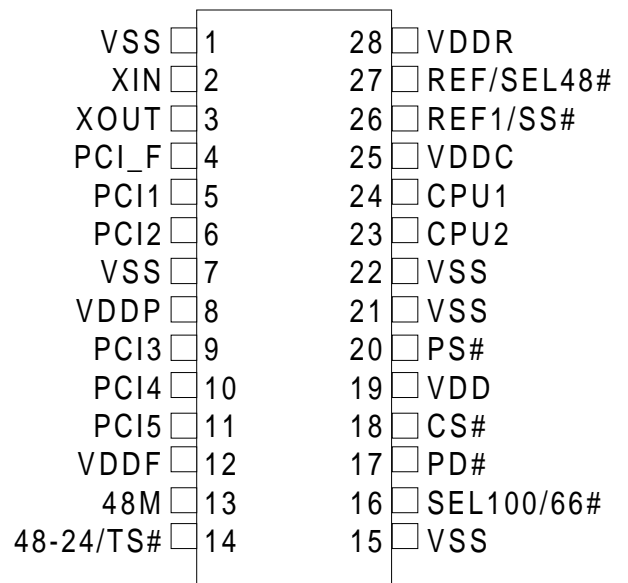 VSS 1 28 VDDR
XIN 2 27 REF/SEL48#
XOUT 3 26 REF1/SS#
PCI_F 4 25 VDDC
PCI1 5 24 CPU1
PCI2 6 23 CPU2
VSS 7 22 VSS
VDDP 8 21 VSS
PCI3 9 20 PS#
PCI4 10 19 VDD
PCI5 11 18 CS#
VDDF 12 17 PD#
48M 13 16 SEL100/66#
48-24/TS# 14 15 VSS